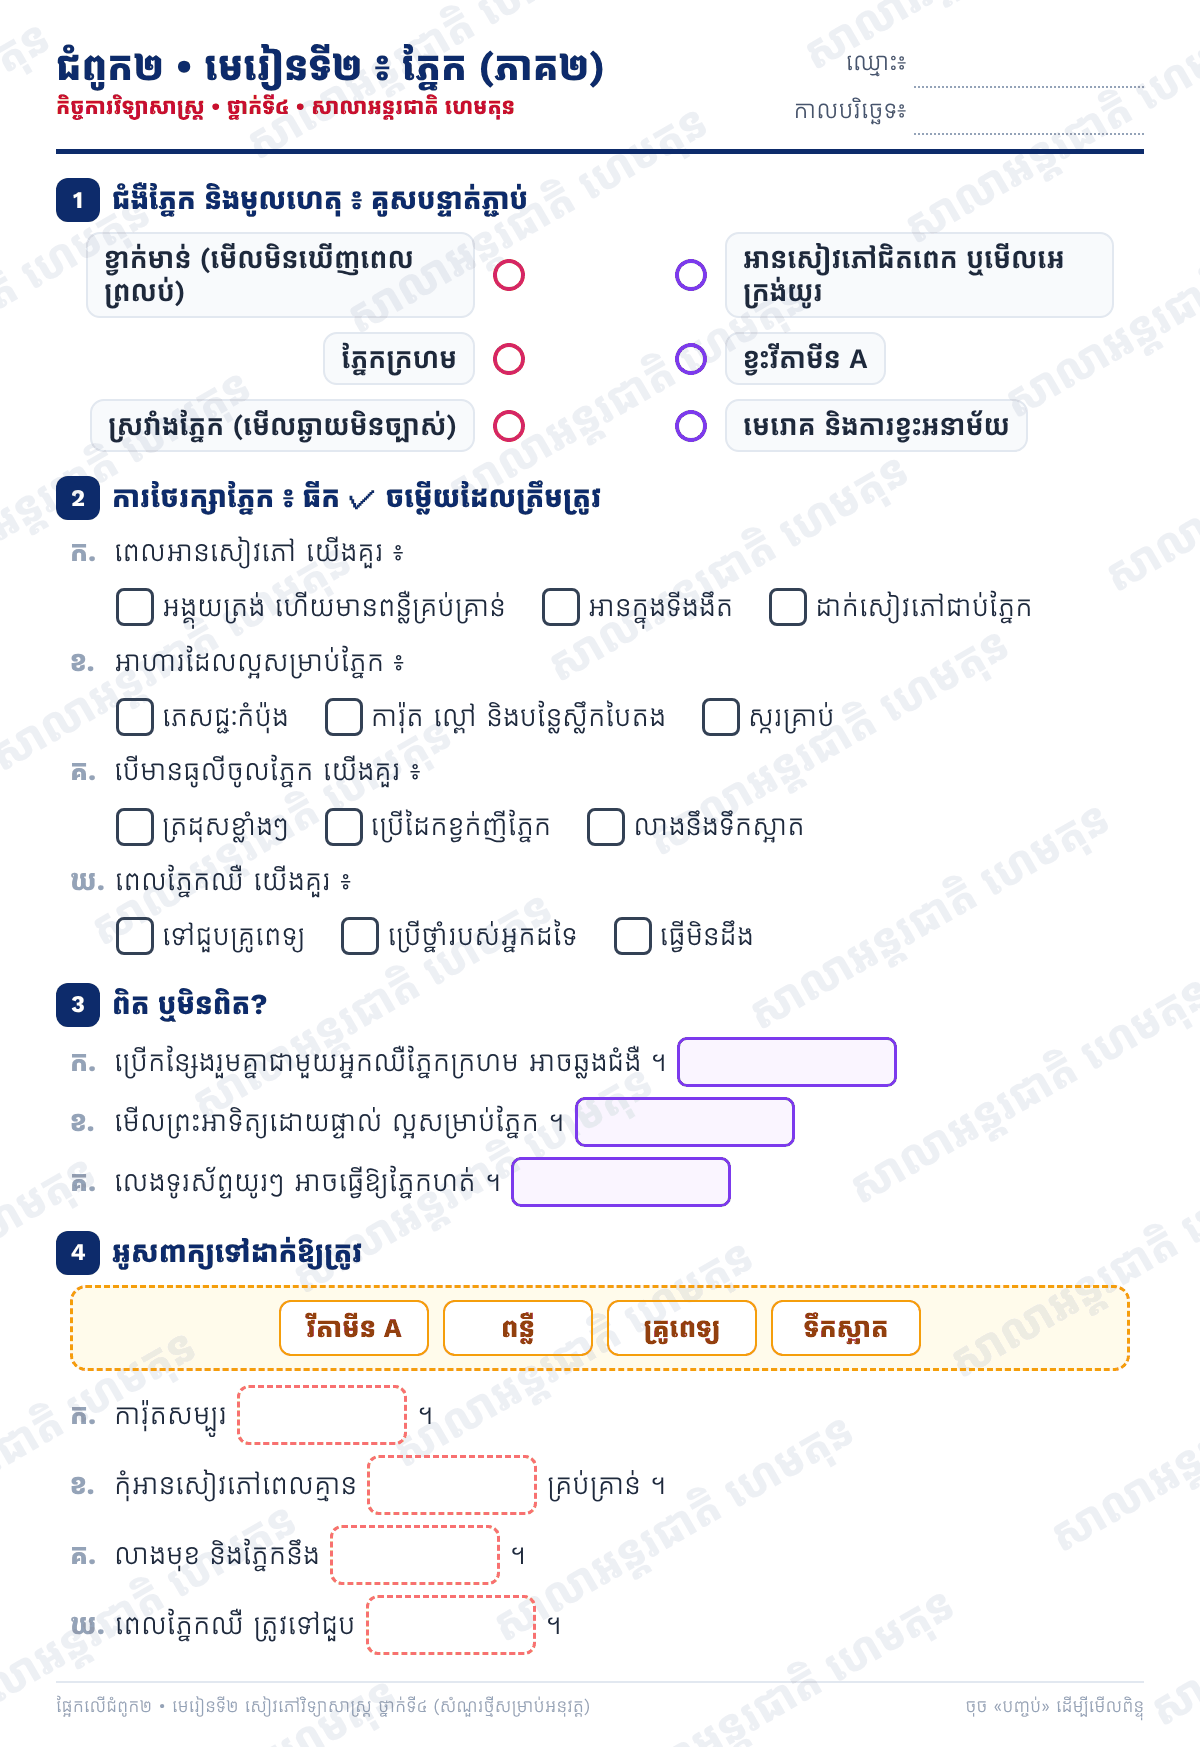 ជំពូក២ • មេរៀនទី២ ៖ ភ្នែក (ភាគ២)
កិច្ចការវិទ្យាសាស្ត្រ • ថ្នាក់ទី៤ • សាលាអន្តរជាតិ ហេមតុន
ឈ្មោះ៖
កាលបរិច្ឆេទ៖
1 ជំងឺភ្នែក និងមូលហេតុ ៖ គូសបន្ទាត់ភ្ជាប់
ខ្វាក់មាន់ (មើលមិនឃើញពេល
ព្រលប់)
អានសៀវភៅជិតពេក ឬមើលអេ
ក្រង់យូរ
ភ្នែកក្រហម
ខ្វះវីតាមីន A
ស្រវាំងភ្នែក (មើលឆ្ងាយមិនច្បាស់)
មេរោគ និងការខ្វះអនាម័យ
2 ការថែរក្សាភ្នែក ៖ ធីក ✓ ចម្លើយដែលត្រឹមត្រូវ
ក. ពេលអានសៀវភៅ យើងគួរ ៖
អង្គុយត្រង់ ហើយមានពន្លឺគ្រប់គ្រាន់ អានក្នុងទីងងឹត ដាក់សៀវភៅជាប់ភ្នែក
ខ. អាហារដែលល្អសម្រាប់ភ្នែក ៖
ភេសជ្ជៈកំប៉ុង ការ៉ុត ល្ពៅ និងបន្លែស្លឹកបៃតង ស្ករគ្រាប់
គ. បើមានធូលីចូលភ្នែក យើងគួរ ៖
ត្រដុសខ្លាំងៗ ប្រើដៃកខ្វក់ញីភ្នែក លាងនឹងទឹកស្អាត
ឃ. ពេលភ្នែកឈឺ យើងគួរ ៖
ទៅជួបគ្រូពេទ្យ ប្រើថ្នាំរបស់អ្នកដទៃ ធ្វើមិនដឹង
3 ពិត ឬមិនពិត?
ក. ប្រើកន្សែងរួមគ្នាជាមួយអ្នកឈឺភ្នែកក្រហម អាចឆ្លងជំងឺ ។
ខ. មើលព្រះអាទិត្យដោយផ្ទាល់ ល្អសម្រាប់ភ្នែក ។
គ. លេងទូរស័ព្ទយូរៗ អាចធ្វើឱ្យភ្នែកហត់ ។
4 អូសពាក្យទៅដាក់ឱ្យត្រូវ
វីតាមីន A ពន្លឺ គ្រូពេទ្យ ទឹកស្អាត
ក. ការ៉ុតសម្បូរ ។
ខ. កុំអានសៀវភៅពេលគ្មាន គ្រប់គ្រាន់ ។
គ. លាងមុខ និងភ្នែកនឹង ។
ឃ. ពេលភ្នែកឈឺ ត្រូវទៅជួប ។
ផ្អែកលើជំពូក២ • មេរៀនទី២ សៀវភៅវិទ្យាសាស្ត្រ ថ្នាក់ទី៤ (សំណួរថ្មីសម្រាប់អនុវត្ត)
ចុច «បញ្ចប់» ដើម្បីមើលពិន្ទុ